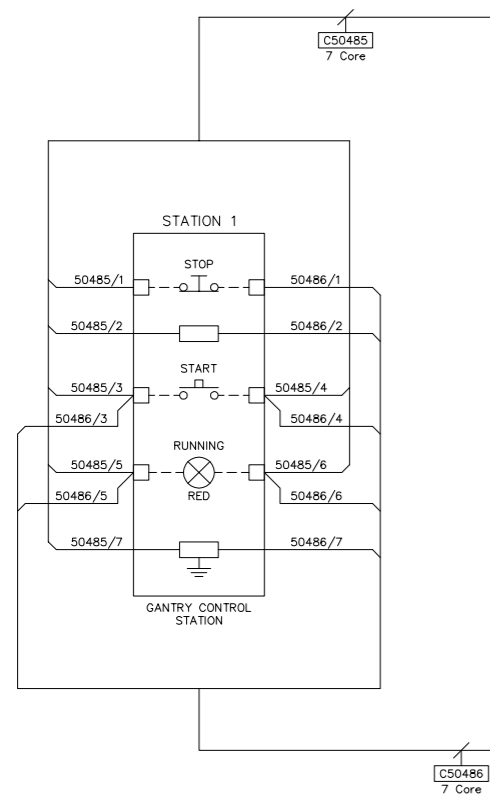 C50485
7 Core
STATION 1
STOP
50485/1
50486/1
50485/2
50486/2
START
50485/3
50485/4
50486/3
50486/4
RUNNING
50485/5
50485/6
50486/5
RED
50486/6
50485/7
50486/7
GANTRY CONTROL
STATION
C50486
7 Core